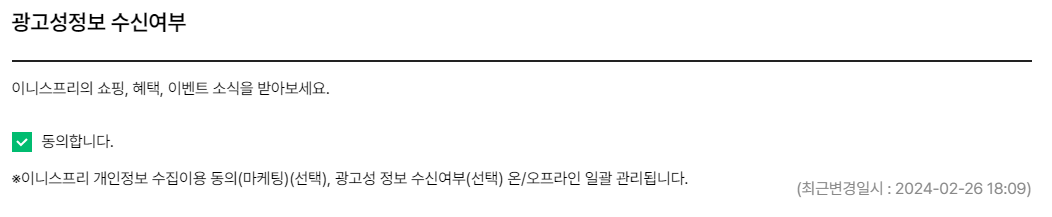 광고성정보 수신여부
이니스프리의 쇼핑, 혜택, 이벤트 소식을 받아보세요.
동의합니다.
※이니스프리 개인정보 수집이용 동의(마케팅)(선택), 광고성 정보 수신여부(선택) 온/오프라인 일괄 관리됩니다.
(최근변경일시 : 2024-02-26 18:09)